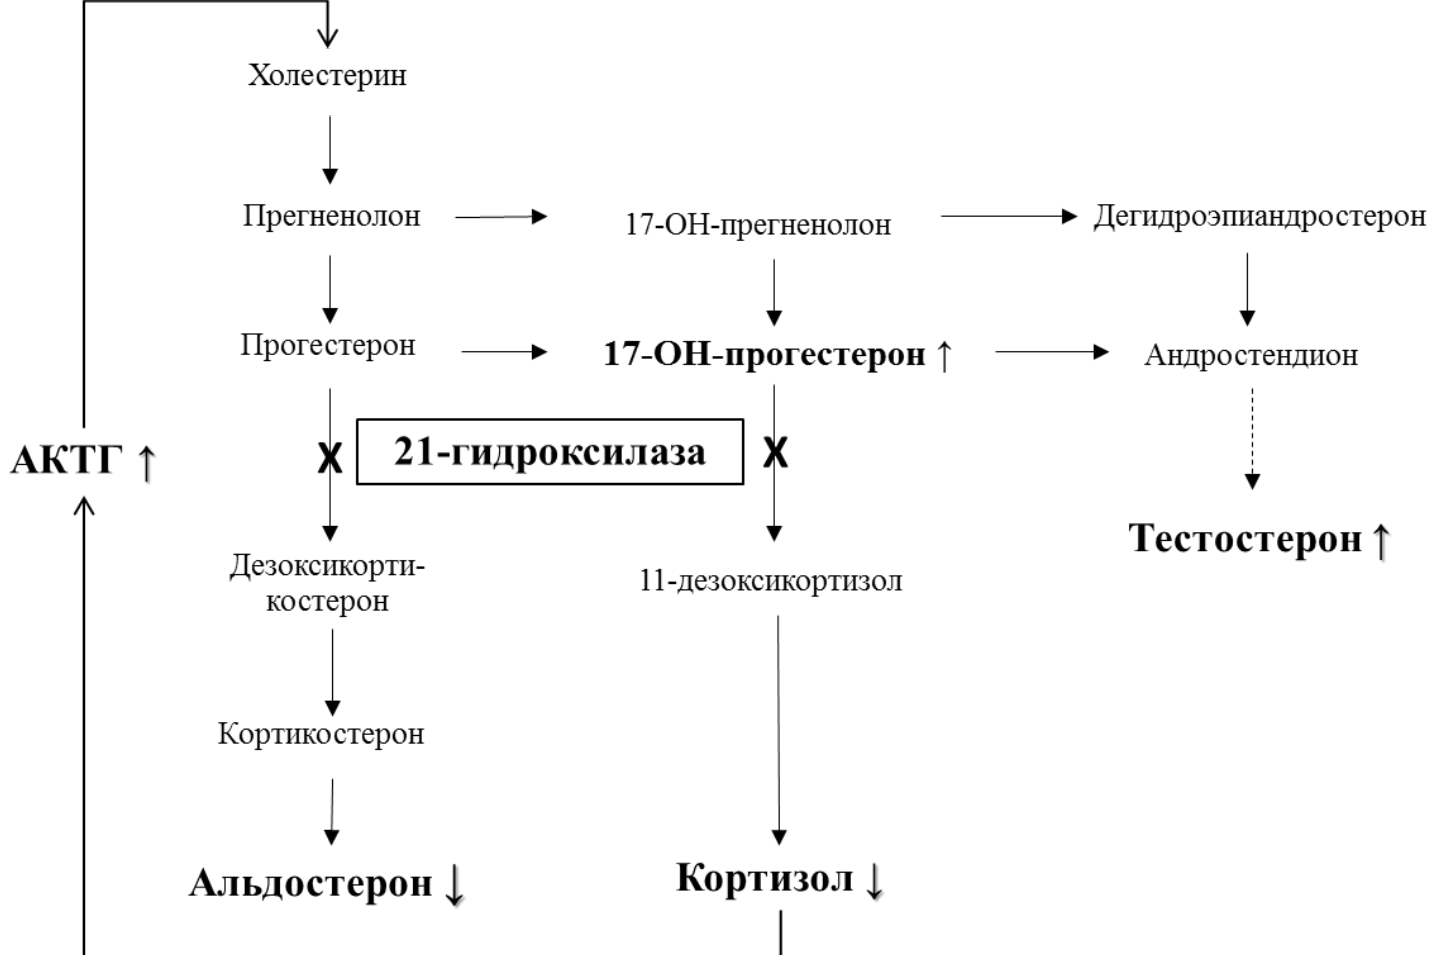 Холестерин
Прегненолон
17-ОН-прегненолон
Дегидроэпиандростерон
Прогестерон
17-ОН-прогестерон ↑
Андростендион
АКТГ ↑
X
21-гидроксилаза
X
Тестостерон ↑
Дезоксикорти-
костерон
11-дезоксикортизол
Кортикостерон
Альдостерон ↓
Кортизол ↓